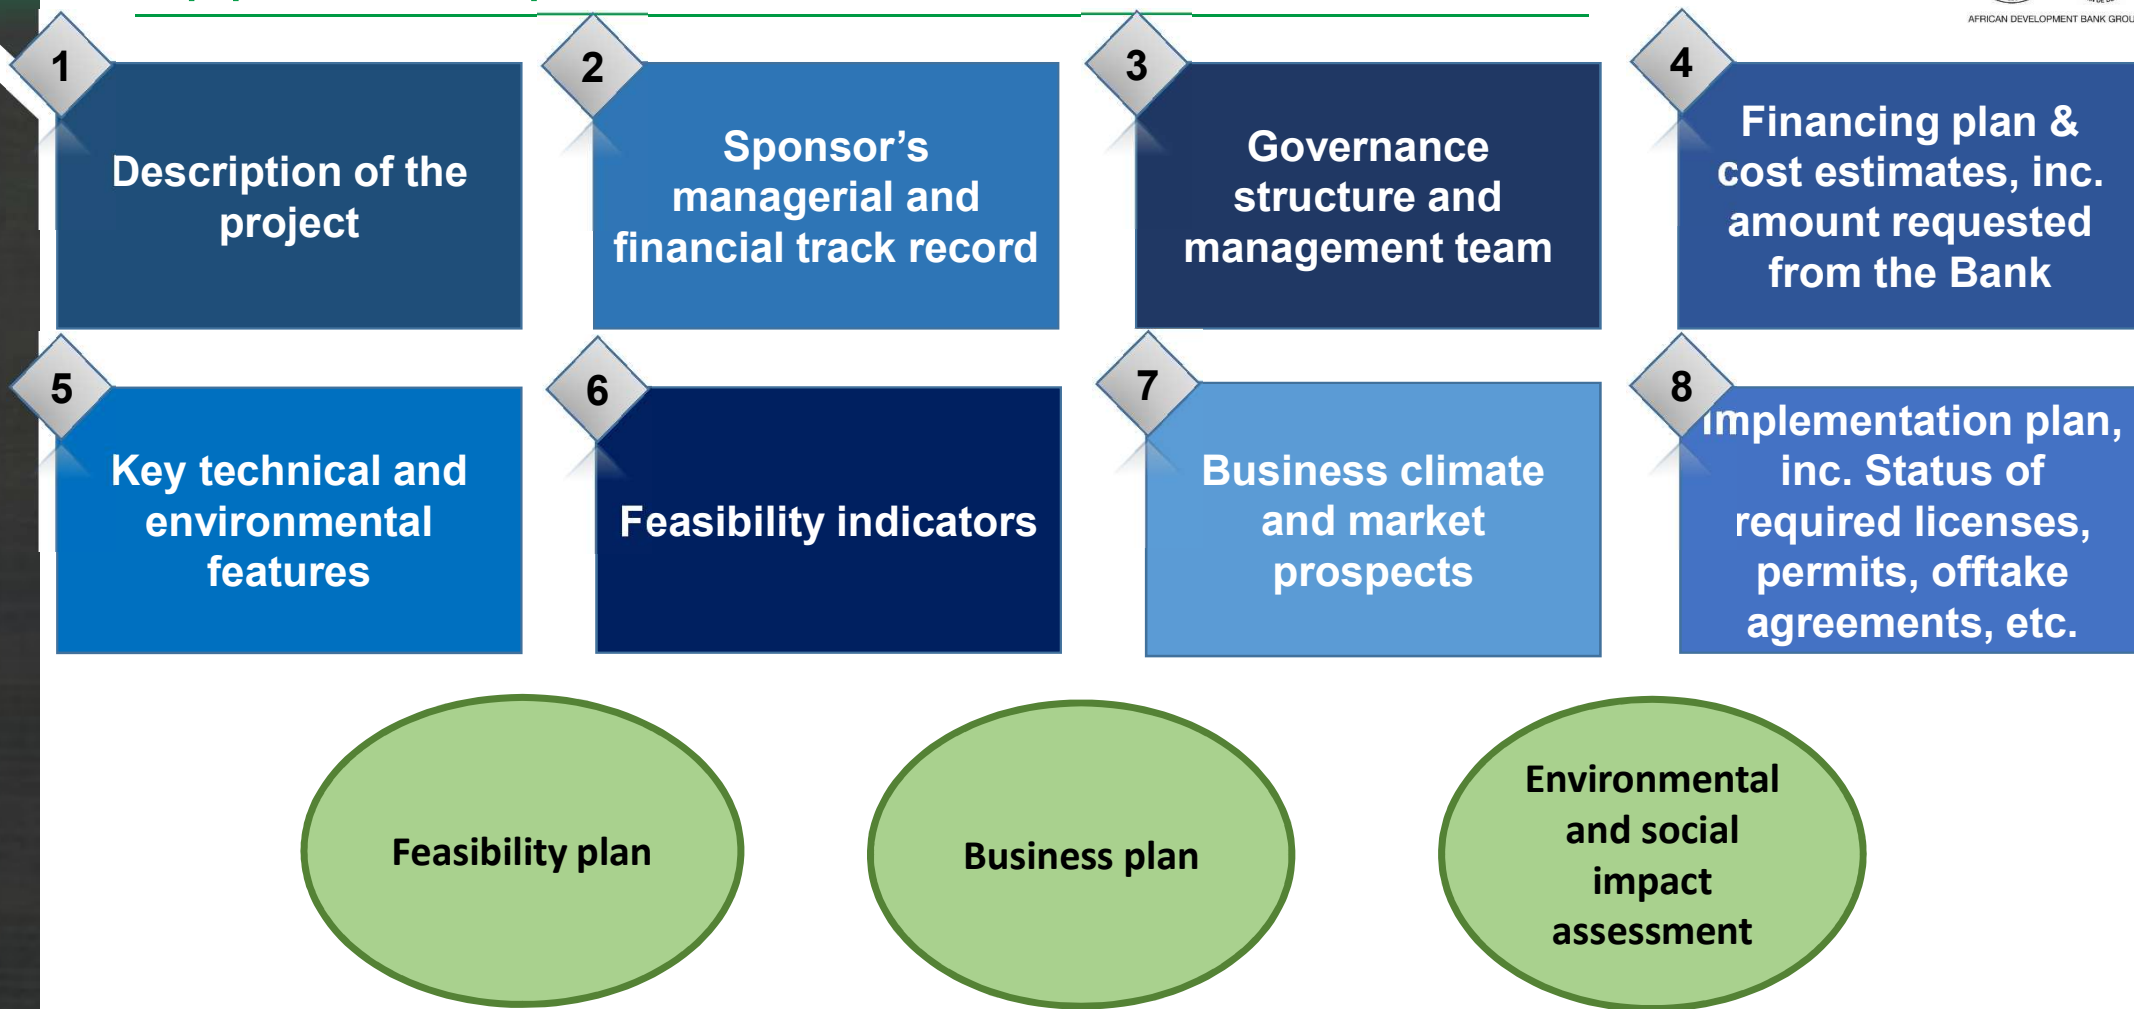 AFRICAN DEVELOPMENT BANK GROU
1
Description of the
project
2
Sponsor’s
managerial and
financial track record
3
Governance
structure and
management team
4
Financing plan &
cost estimates, inc.
amount requested
from the Bank
5
Key technical and
environmental
features
6
Feasibility indicators
7
Business climate
and market
prospects
8
Implementation plan,
inc. Status of
required licenses,
permits, offtake
agreements, etc.
Feasibility plan
Business plan
Environmental
and social
impact
assessment